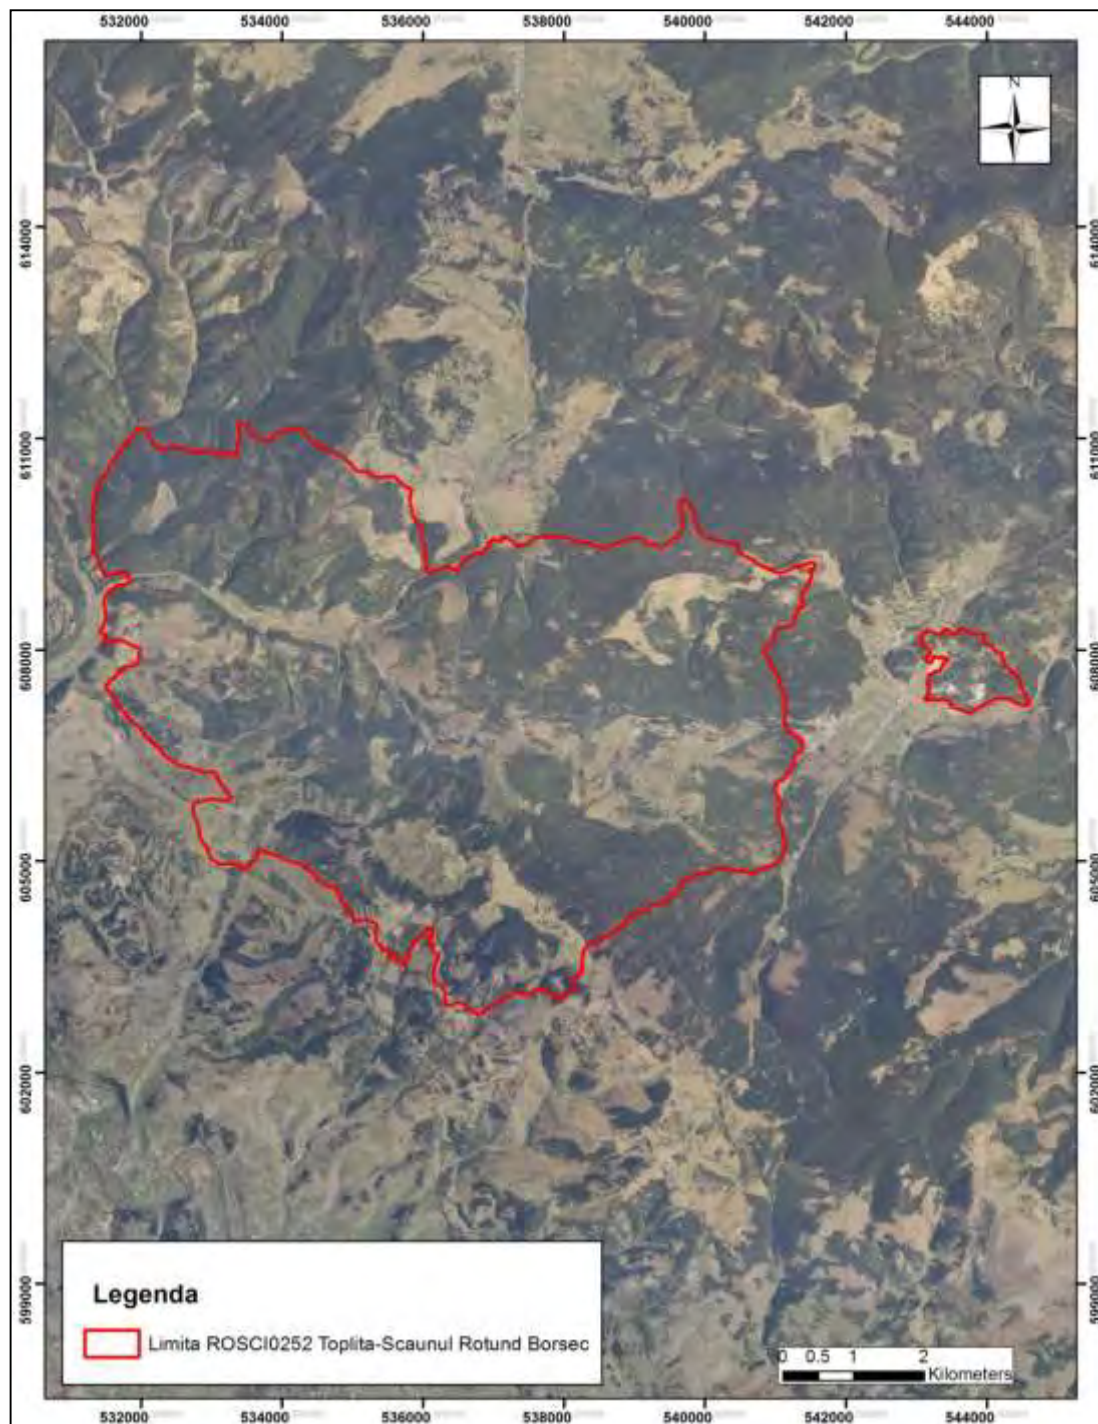 532000 534000 536000 538000 540000 542000 544000
N
614000 614000
611000 611000
608000 608000
605000 605000
602000 602000
599000 599000
Legenda
Limita ROSCI0252 Toplita-Scaunul Rotund Borsec
0 0.5 1 2
Kilometers
532000 534000 536000 538000 540000 542000 544000